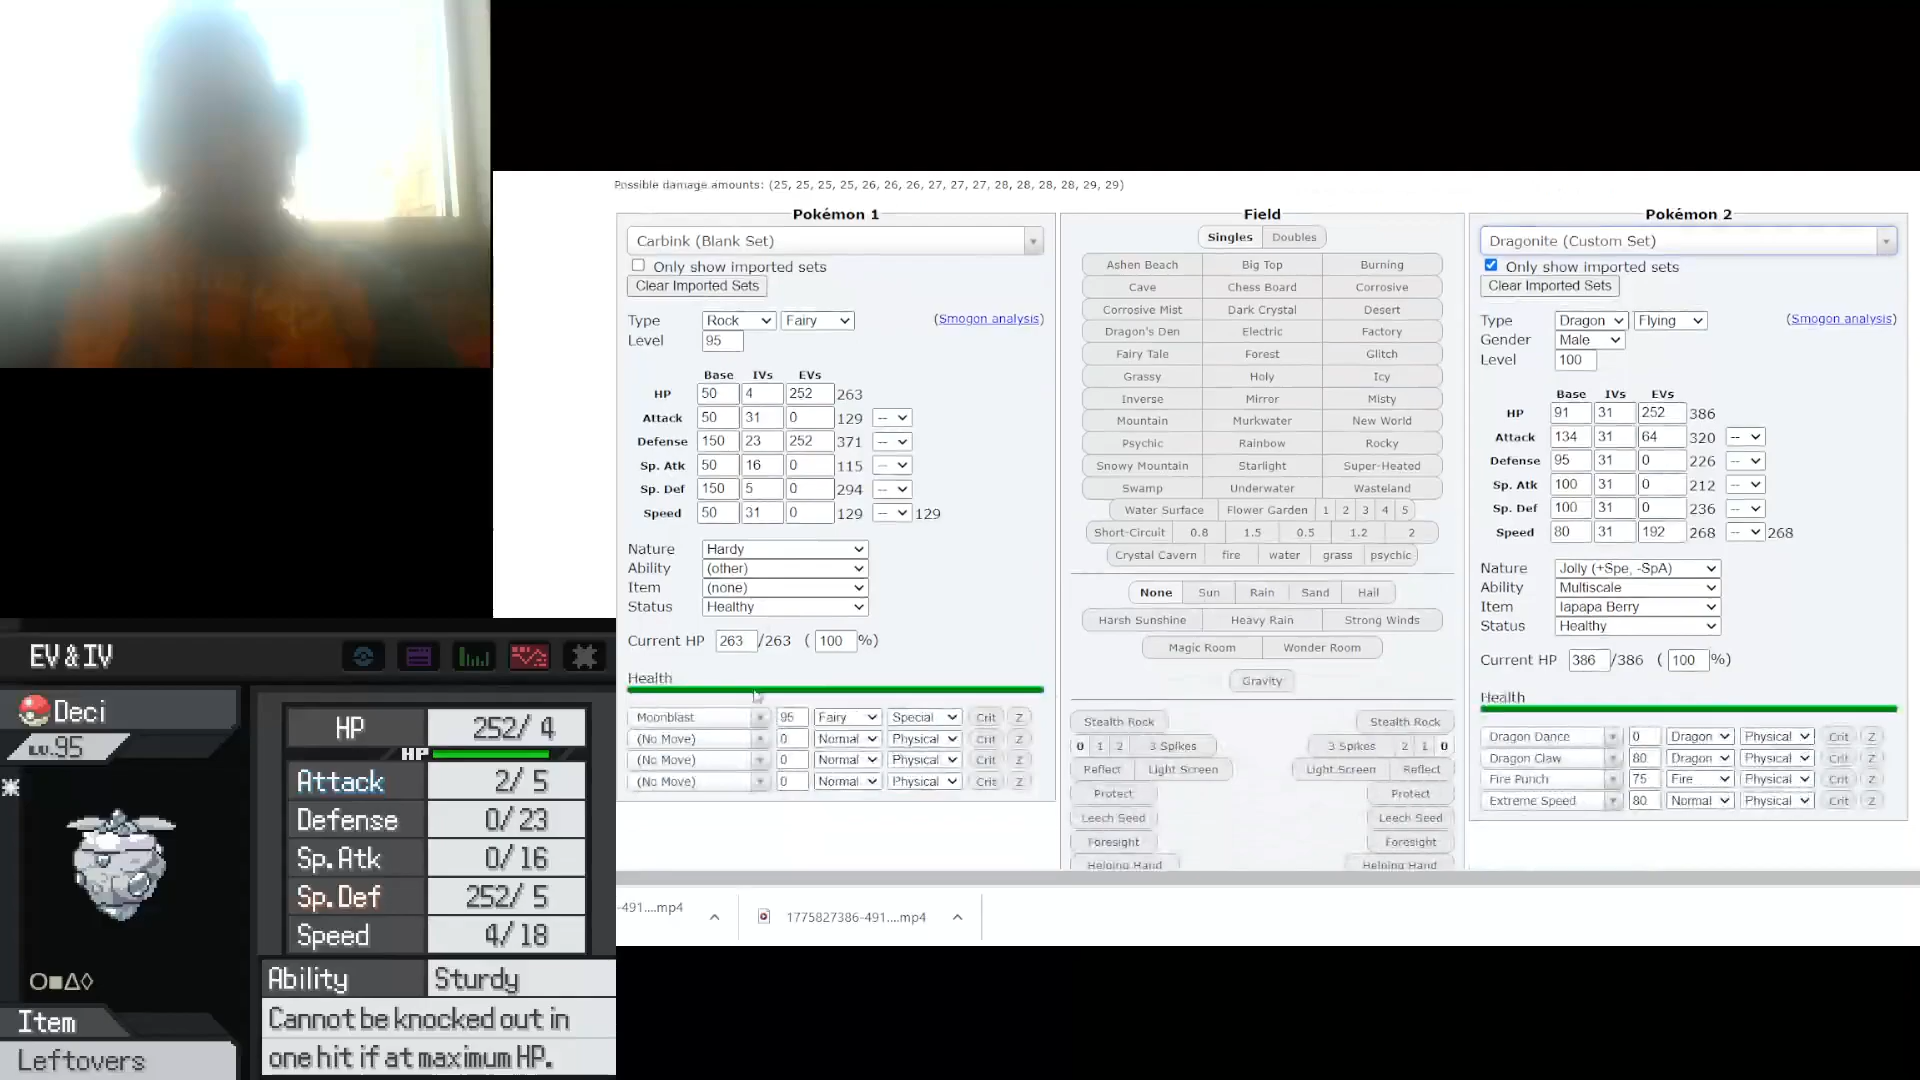 Possible damage amounts: (25, 25, 25, 25, 26, 26, 26, 27, 27, 27, 28, 28, 28, 28, 29, 29)
Pokémon 1
Carbink (Blank Set)
Only show imported sets
Clear Imported Sets
Type Rock Fairy (Smogon analysis)
Level 95
Base IVs EVs
HP 50 4 252 263
Attack 50 31 0 129 --
Defense 150 23 252 371 --
Sp. Atk 50 16 0 115 --
Sp. Def 150 5 0 294 --
Speed 50 31 0 129 -- 129
Nature Hardy
Ability (other)
Item (none)
Status Healthy
Current HP 263 /263 ( 100 %)
Health
Moonblast 95 Fairy Special Crit Z
(No Move) 0 Normal Physical Crit Z
(No Move) 0 Normal Physical Crit Z
(No Move) 0 Normal Physical Crit Z
Field
Singles Doubles
Ashen Beach Big Top Burning
Cave Chess Board Corrosive
Corrosive Mist Dark Crystal Desert
Dragon's Den Electric Factory
Fairy Tale Forest Glitch
Grassy Holy Icy
Inverse Mirror Misty
Mountain Murkwater New World
Psychic Rainbow Rocky
Snowy Mountain Starlight Super-Heated
Swamp Underwater Wasteland
Water Surface Flower Garden 1 2 3 4 5
Short-Circuit 0.8 1.5 0.5 1.2 2
Crystal Cavern fire water grass psychic
None Sun Rain Sand Hail
Harsh Sunshine Heavy Rain Strong Winds
Magic Room Wonder Room
Gravity
Stealth Rock Stealth Rock
0 1 2 3 Spikes 3 Spikes 2 1 0
Reflect Light Screen Light Screen Reflect
Protect Protect
Leech Seed Leech Seed
Foresight Foresight
Helping Hand Helping Hand
Pokémon 2
Dragonite (Custom Set)
Only show imported sets
Clear Imported Sets
Type Dragon Flying (Smogon analysis)
Gender Male
Level 100
Base IVs EVs
HP 91 31 252 386
Attack 134 31 64 320 --
Defense 95 31 0 226 --
Sp. Atk 100 31 0 212 --
Sp. Def 100 31 0 236 --
Speed 80 31 192 268 -- 268
Nature Jolly (+Spe, -SpA)
Ability Multiscale
Item Iapapa Berry
Status Healthy
Current HP 386 /386 ( 100 %)
Health
Dragon Dance 0 Dragon Physical Crit Z
Dragon Claw 80 Dragon Physical Crit Z
Fire Punch 75 Fire Physical Crit Z
Extreme Speed 80 Normal Physical Crit Z
-491....mp4
1775827386-491....mp4
EV & IV
Deci
Lv.95
HP 252/ 4
HP
Attack 2/ 5
Defense 0/23
Sp.Atk 0/16
Sp.Def 252/ 5
Speed 4/18
Ability Sturdy
Cannot be knocked out in
one hit if at maximum HP.
Item
Leftovers